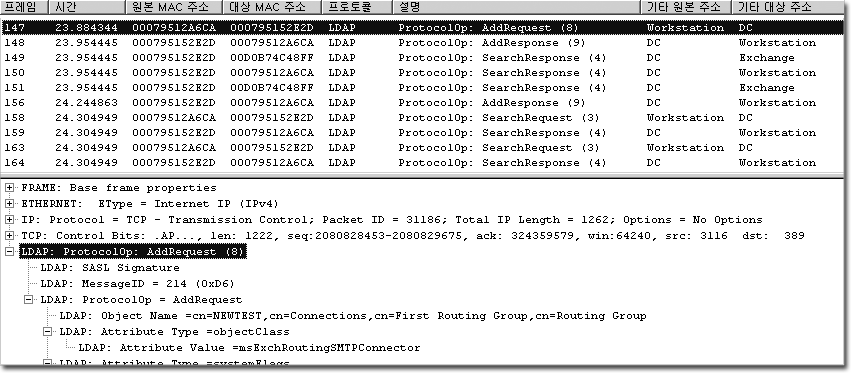 프레임 시간 원본 MAC 주소 대상 MAC 주소 프로토콜 설명 기타 원본 주소 기타 대상 주소
147 23.884344 00079512A6CA 000795152E2D LDAP ProtocolOp: AddRequest (8) Workstation DC
148 23.954445 000795152E2D 00079512A6CA LDAP ProtocolOp: AddResponse (9) DC Workstation
149 23.954445 000795152E2D 00D0B74C48FF LDAP ProtocolOp: SearchResponse (4) DC Exchange
150 23.954445 000795152E2D 00079512A6CA LDAP ProtocolOp: SearchResponse (4) DC Workstation
151 23.954445 000795152E2D 00D0B74C48FF LDAP ProtocolOp: SearchResponse (4) DC Exchange
156 24.244863 000795152E2D 00079512A6CA LDAP ProtocolOp: AddResponse (9) DC Workstation
158 24.304949 00079512A6CA 000795152E2D LDAP ProtocolOp: SearchRequest (3) Workstation DC
159 24.304949 000795152E2D 00079512A6CA LDAP ProtocolOp: SearchResponse (4) DC Workstation
163 24.304949 00079512A6CA 000795152E2D LDAP ProtocolOp: SearchRequest (3) Workstation DC
164 24.304949 000795152E2D 00079512A6CA LDAP ProtocolOp: SearchResponse (4) DC Workstation
FRAME: Base frame properties
ETHERNET: EType = Internet IP (IPv4)
IP: Protocol = TCP - Transmission Control; Packet ID = 31186; Total IP Length = 1262; Options = No Options
TCP: Control Bits: .AP..., len: 1222, seq:2080828453-2080829675, ack: 324359579, win:64240, src: 3116 dst: 389
LDAP: ProtocolOp: AddRequest (8)
LDAP: SASL Signature
LDAP: MessageID = 214 (0xD6)
LDAP: ProtocolOp = AddRequest
LDAP: Object Name =cn=NEWTEST,cn=Connections,cn=First Routing Group,cn=Routing Group
LDAP: Attribute Type =objectClass
LDAP: Attribute Value =msExchRoutingSMTPConnector
LDAP: Attribute Type =systemFlags